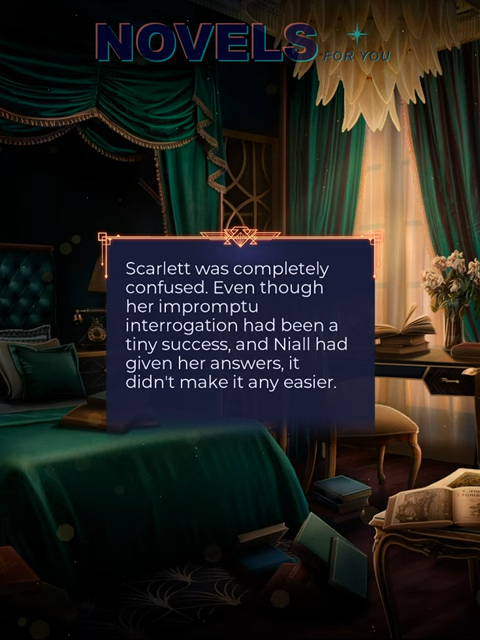 NOVELS
FOR YOU
Scarlett was completely
confused. Even though
her impromptu
interrogation had been a
tiny success, and Niall had
given her answers, it
didn't make it any easier.